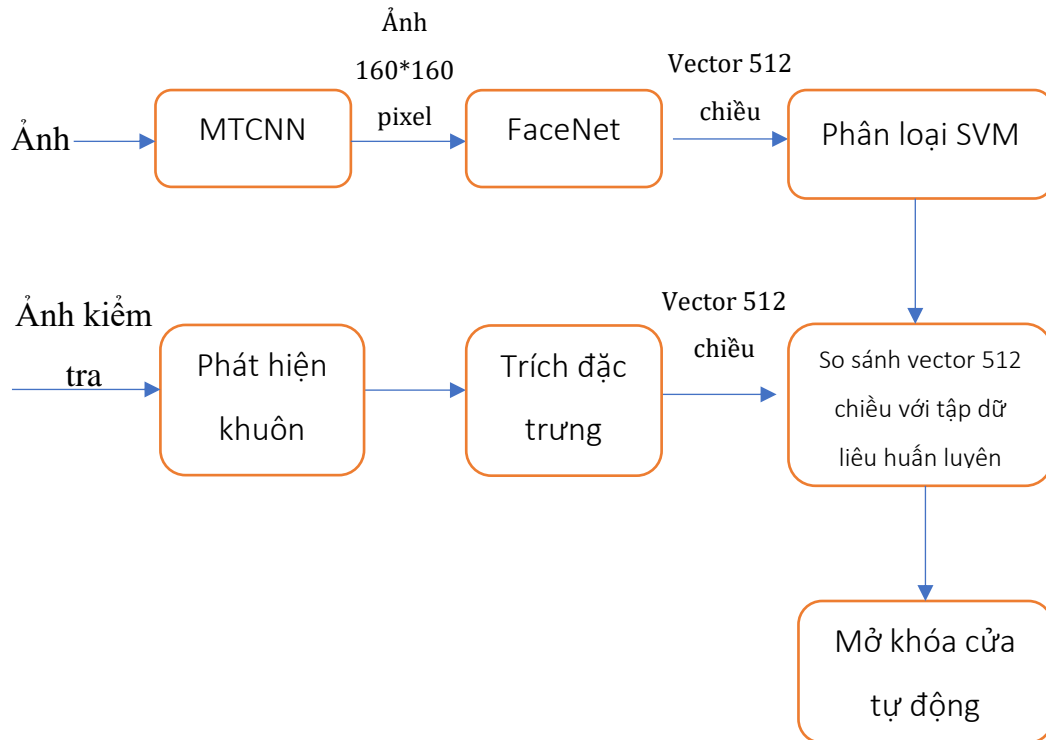 Ảnh
160*160
pixel
Vector 512
chiều
Ảnh
MTCNN
FaceNet
Phân loại SVM
Ảnh kiểm
tra
Phát hiện
khuôn
Trích đặc
trưng
Vector 512
chiều
So sánh vector 512
chiều với tập dữ
liêu huấn luyên
Mở khóa cửa
tự động